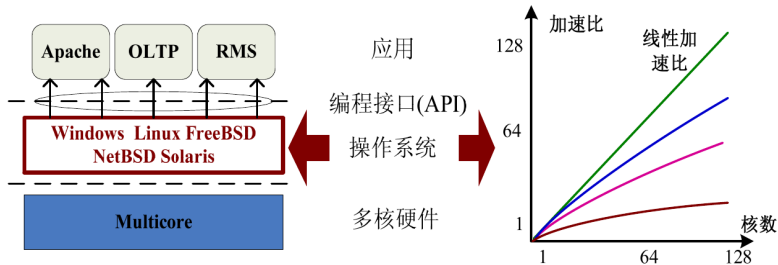 Apache
OLTP
RMS
Windows Linux FreeBSD
NetBSD Solaris
Multicore
应用
编程接口(API)
操作系统
多核硬件
加速比
线性加
速比
128
64
1
核数
1
64
128